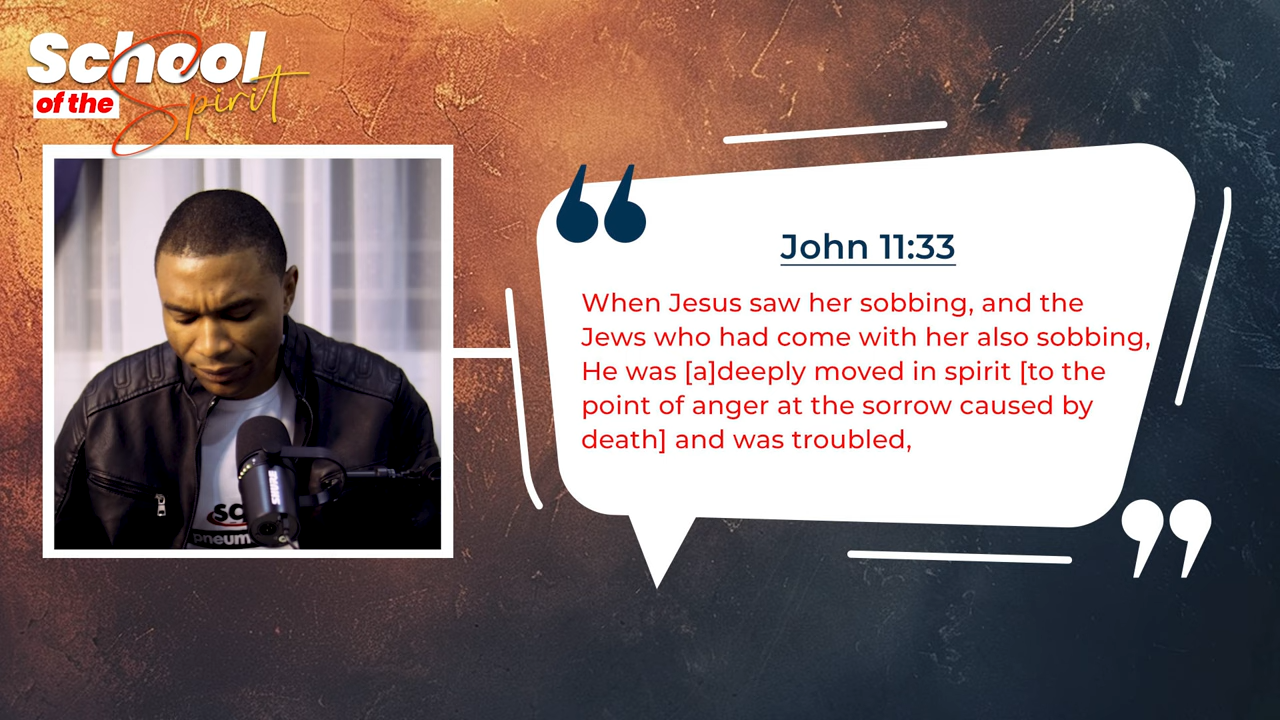 School
of the Spirit
John 11:33
When Jesus saw her sobbing, and the
Jews who had come with her also sobbing,
He was [a]deeply moved in spirit [to the
point of anger at the sorrow caused by
death] and was troubled,
SHURE